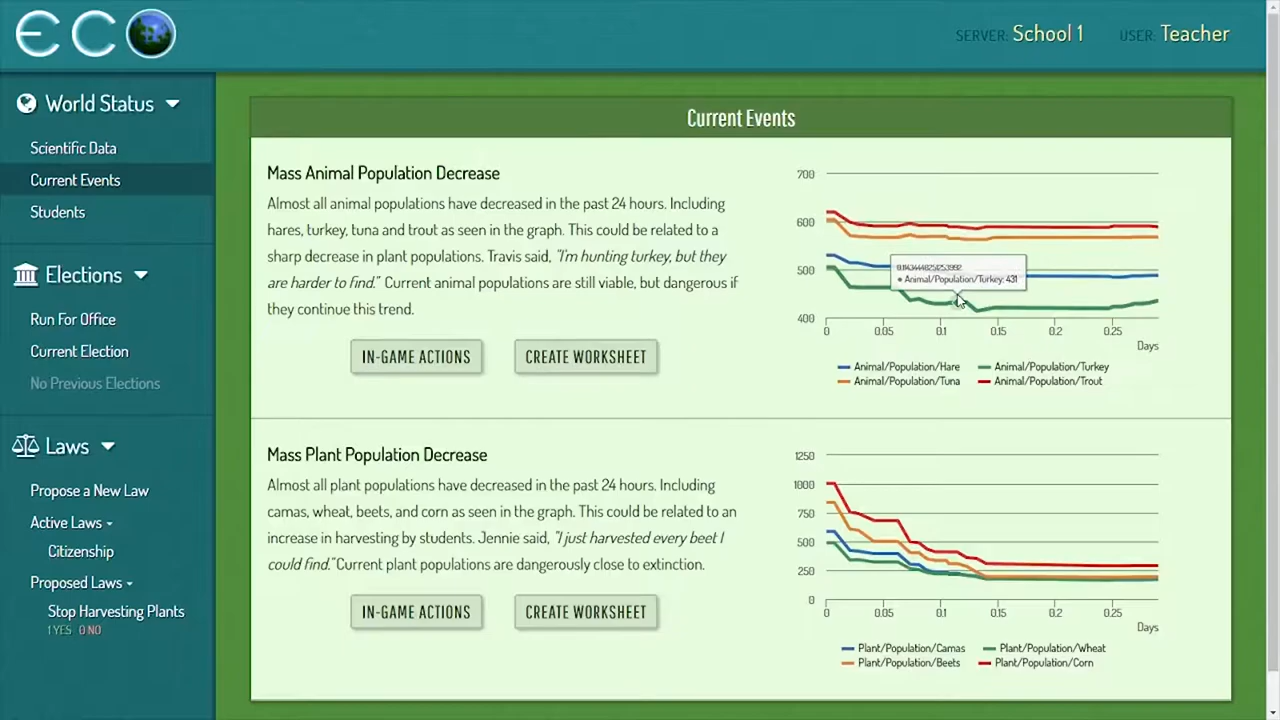 ECO
SERVER: School 1 USER: Teacher
World Status
Scientific Data
Current Events
Students
Elections
Run For Office
Current Election
No Previous Elections
Laws
Propose a New Law
Active Laws
Citizenship
Proposed Laws
Stop Harvesting Plants
1 YES 0 NO
Current Events
Mass Animal Population Decrease
Almost all animal populations have decreased in the past 24 hours. Including
hares, turkey, tuna and trout as seen in the graph. This could be related to a
sharp decrease in plant populations. Travis said, "I'm hunting turkey, but they
are harder to find." Current animal populations are still viable, but dangerous if
they continue this trend.
IN-GAME ACTIONS CREATE WORKSHEET
700
600
500
400
Animal/Population/Turkey: 431
0 0.05 0.1 0.15 0.2 0.25
Days
Animal/Population/Hare Animal/Population/Turkey
Animal/Population/Tuna Animal/Population/Trout
Mass Plant Population Decrease
Almost all plant populations have decreased in the past 24 hours. Including
camas, wheat, beets, and corn as seen in the graph. This could be related to an
increase in harvesting by students. Jennie said, "I just harvested every beet I
could find." Current plant populations are dangerously close to extinction.
IN-GAME ACTIONS CREATE WORKSHEET
1250
1000
750
500
250
0
0 0.05 0.1 0.15 0.2 0.25
Days
Plant/Population/Camas Plant/Population/Wheat
Plant/Population/Beets Plant/Population/Corn